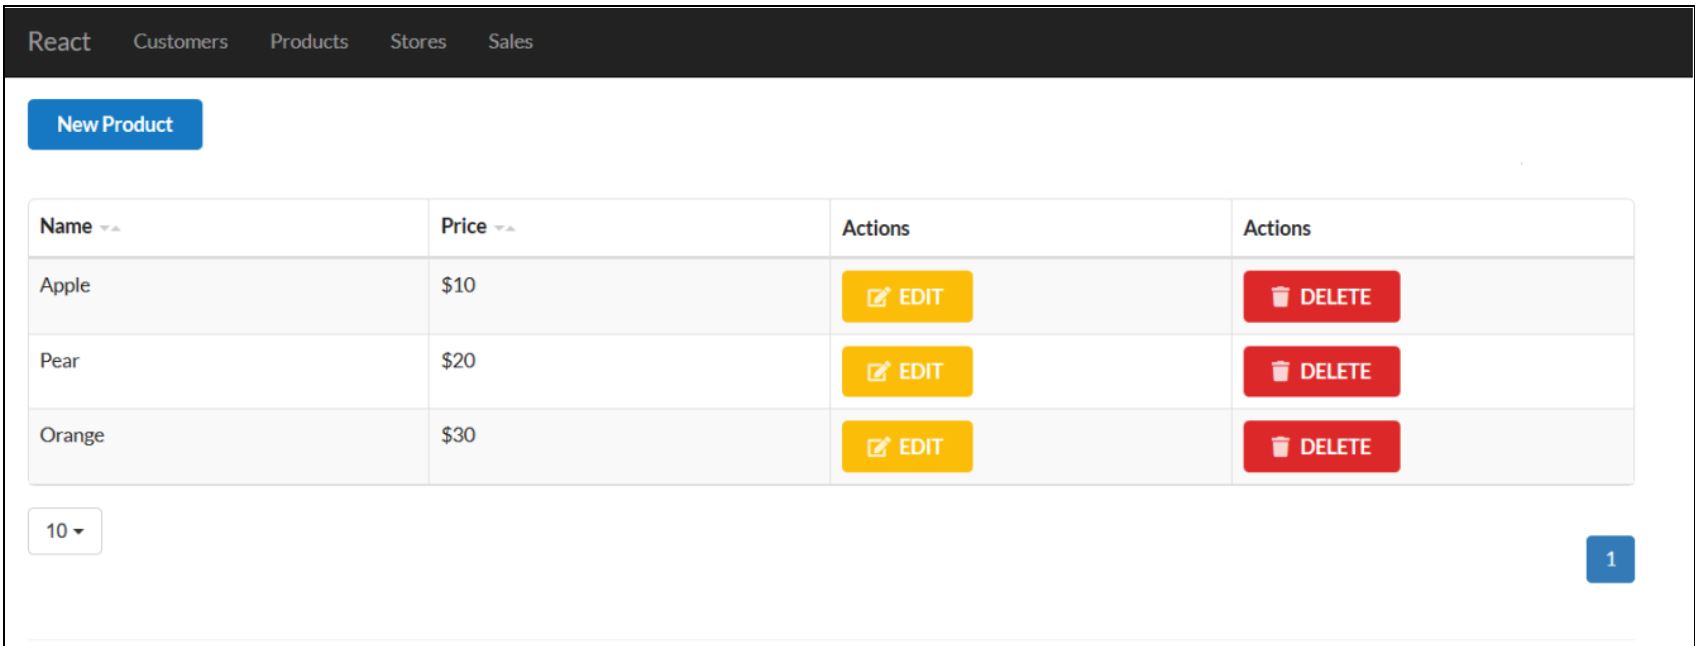 React Customers Products Stores Sales
New Product
Name Price Actions Actions
Apple $10 EDIT DELETE
Pear $20 EDIT DELETE
Orange $30 EDIT DELETE
10
1